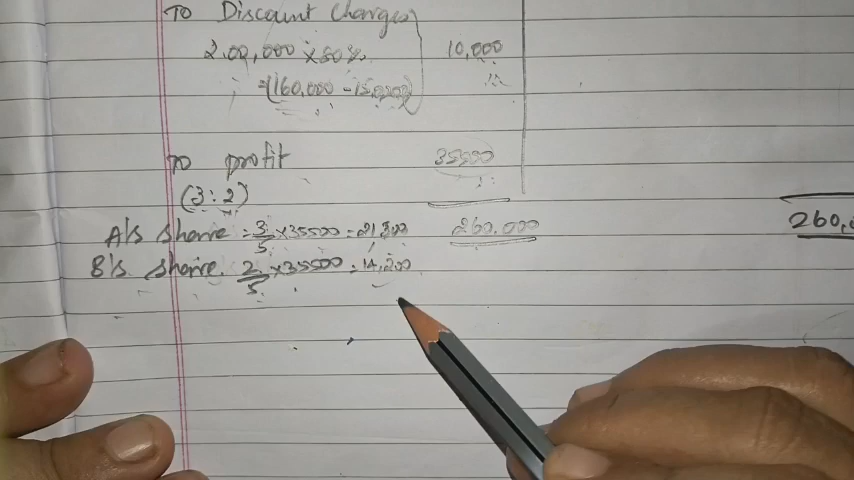 To Discount Charges
2,00,000 × 80% 10,000
=(160,000 - 15,0000)
To profit 35500
(3:2)
A's Share = 3/5 × 35500 = 21,300 260.000 260,
B's Share. 2/5 × 35500 = 14,200